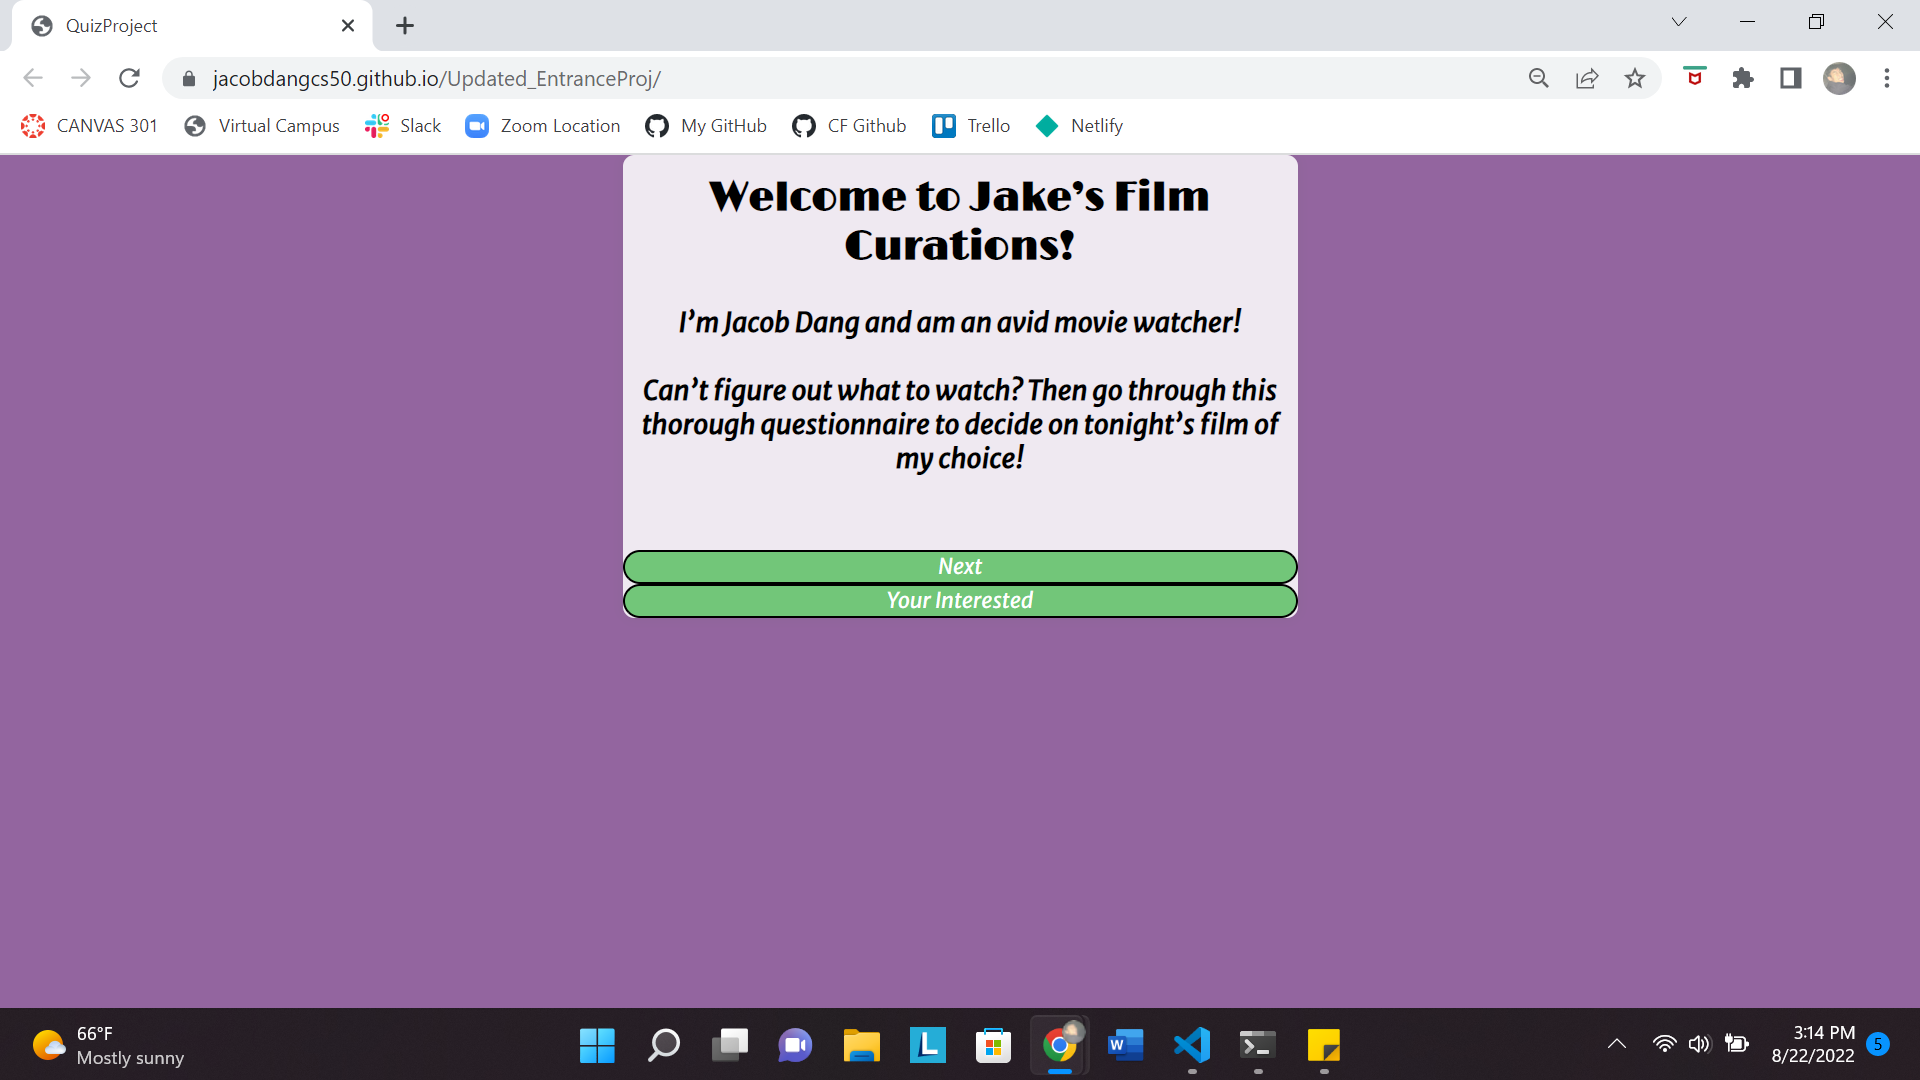 QuizProject
jacobdangcs50.github.io/Updated_EntranceProj/
CANVAS 301 Virtual Campus Slack Zoom Location My GitHub CF Github Trello Netlify
Welcome to Jake's Film
Curations!
I'm Jacob Dang and am an avid movie watcher!
Can't figure out what to watch? Then go through this
thorough questionnaire to decide on tonight's film of
my choice!
Next
Your Interested
66°F
Mostly sunny
L
W
3:14 PM
8/22/2022
5